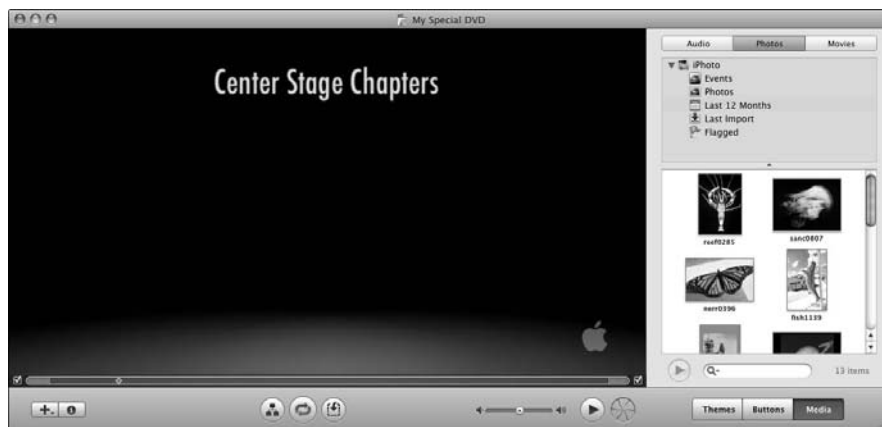 My Special DVD
Center Stage Chapters
Audio Photos Movies
iPhoto
Events
Photos
Last 12 Months
Last Import
Flagged
reef0285 sanc0807
nerr0396 fish1139
13 items
Themes Buttons Media